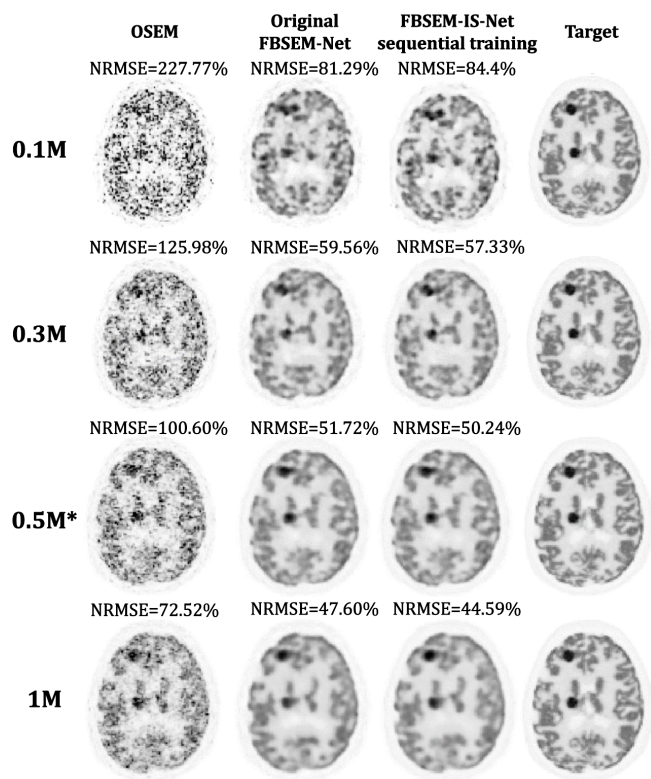 OSEM
Original
FBSEM-Net
FBSEM-IS-Net
sequential training
Target
NRMSE=227.77%
NRMSE=81.29%
NRMSE=84.4%
0.1M
NRMSE=125.98%
NRMSE=59.56%
NRMSE=57.33%
0.3M
NRMSE=100.60%
NRMSE=51.72%
NRMSE=50.24%
0.5M*
NRMSE=72.52%
NRMSE=47.60%
NRMSE=44.59%
1M